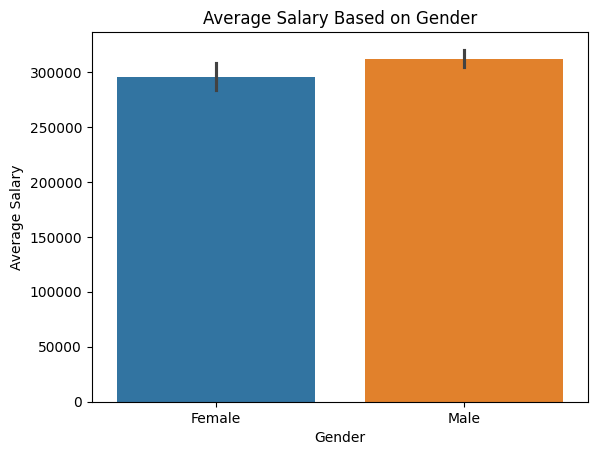 Average Salary Based on Gender
Average Salary
300000
250000
200000
150000
100000
50000
0
Female
Male
Gender